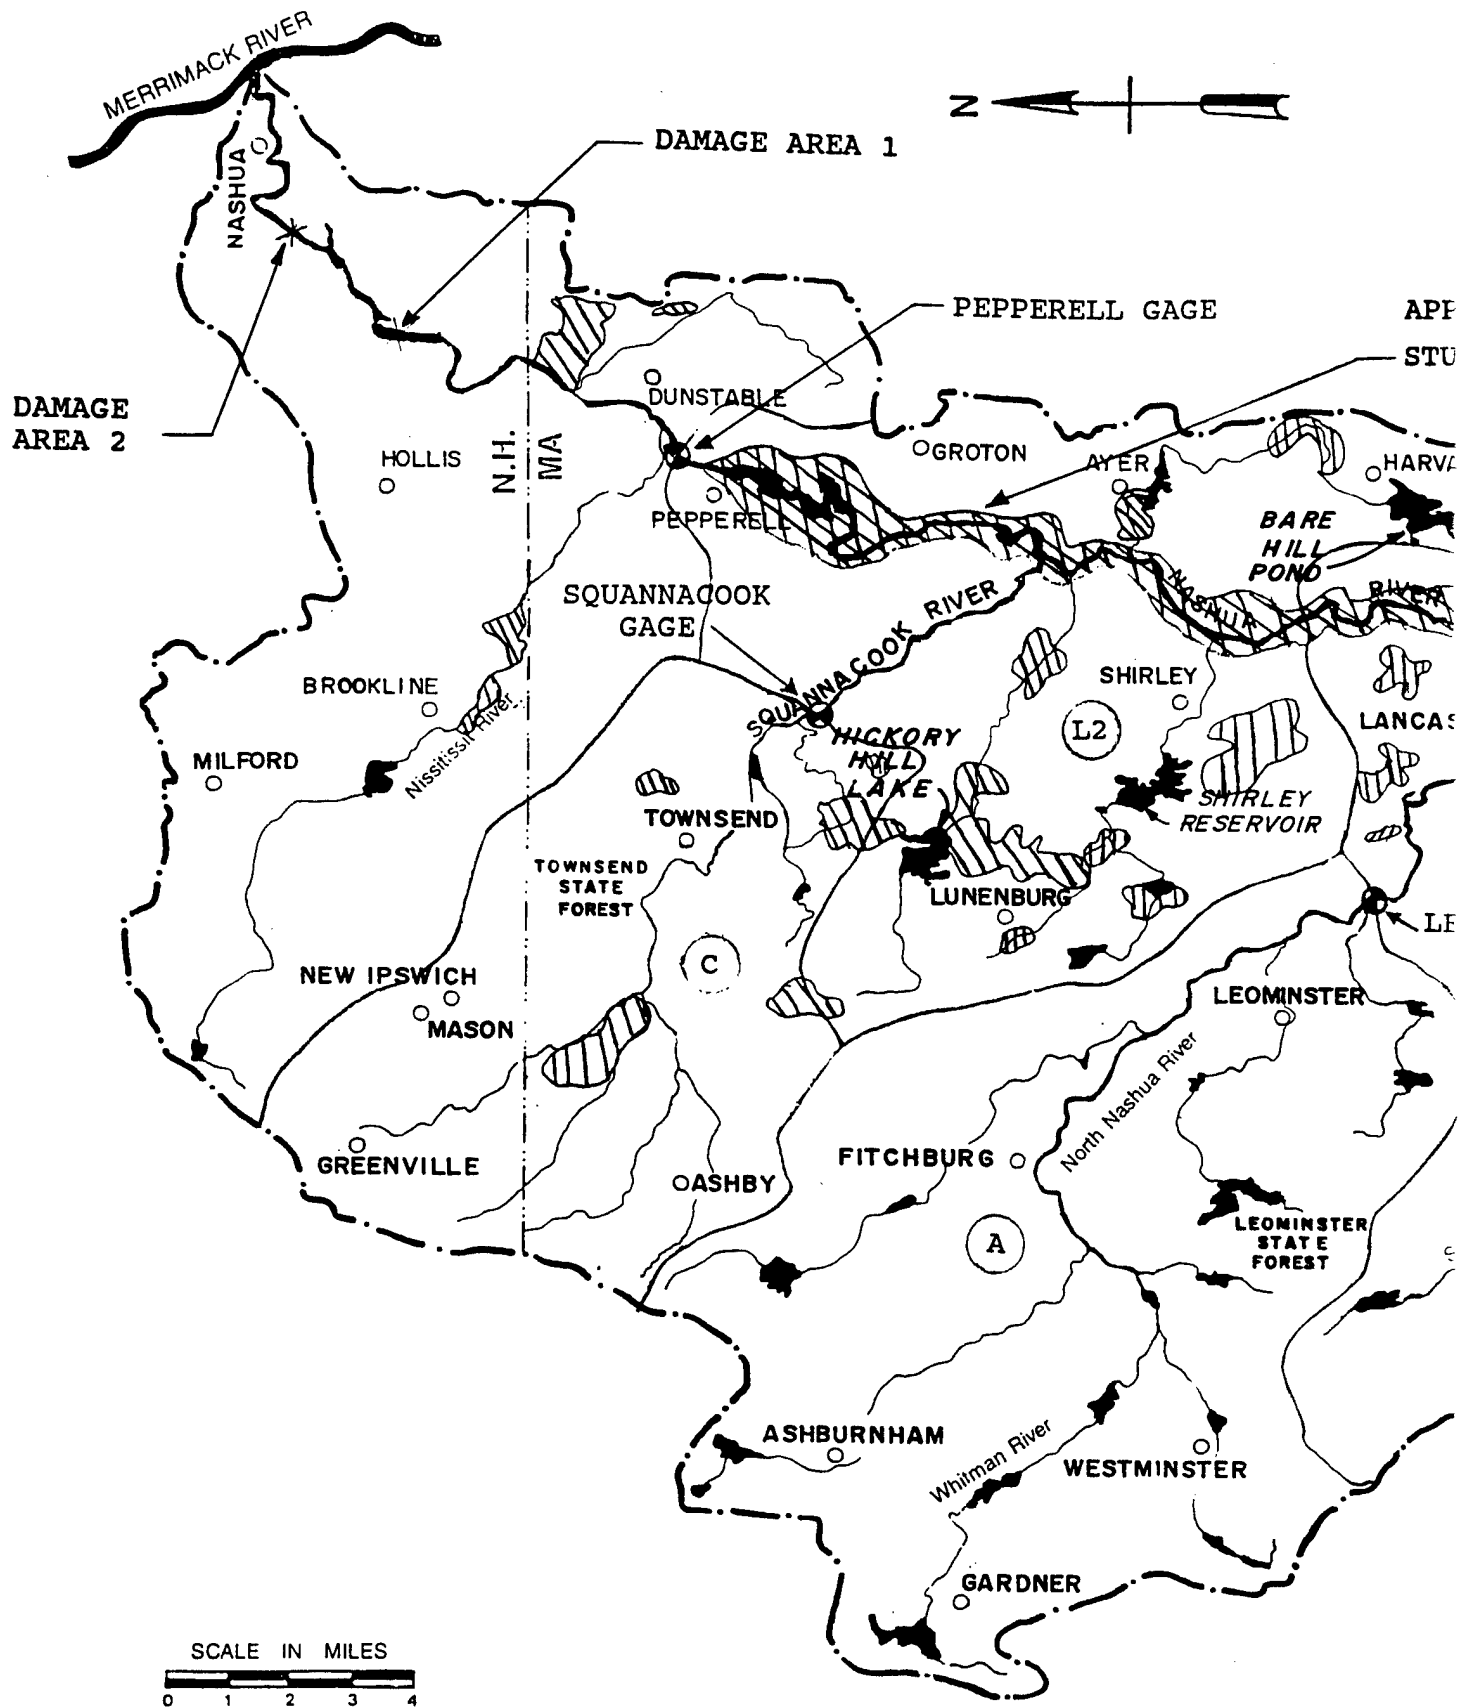 MERRIMACK RIVER
N
DAMAGE AREA 1
NASHUA
PEPPERELL GAGE
APP
STU
DAMAGE
AREA 2
DUNSTABLE
HOLLIS
N.H.
MA
GROTON
AYER
HARVA
PEPPERELL
BARE
HILL
POND
SQUANNACOOK
GAGE
SQUANNACOOK RIVER
NASHUA RIVER
BROOKLINE
SHIRLEY
Nissitissit River
L2
LANCAS
MILFORD
HICKORY
HILL
LAKE
SHIRLEY
RESERVOIR
TOWNSEND
TOWNSEND
STATE
FOREST
LUNENBURG
LE
C
NEW IPSWICH
MASON
LEOMINSTER
North Nashua River
GREENVILLE
FITCHBURG
ASHBY
A
LEOMINSTER
STATE
FOREST
S
ASHBURNHAM
Whitman River
WESTMINSTER
GARDNER
SCALE IN MILES
0 1 2 3 4